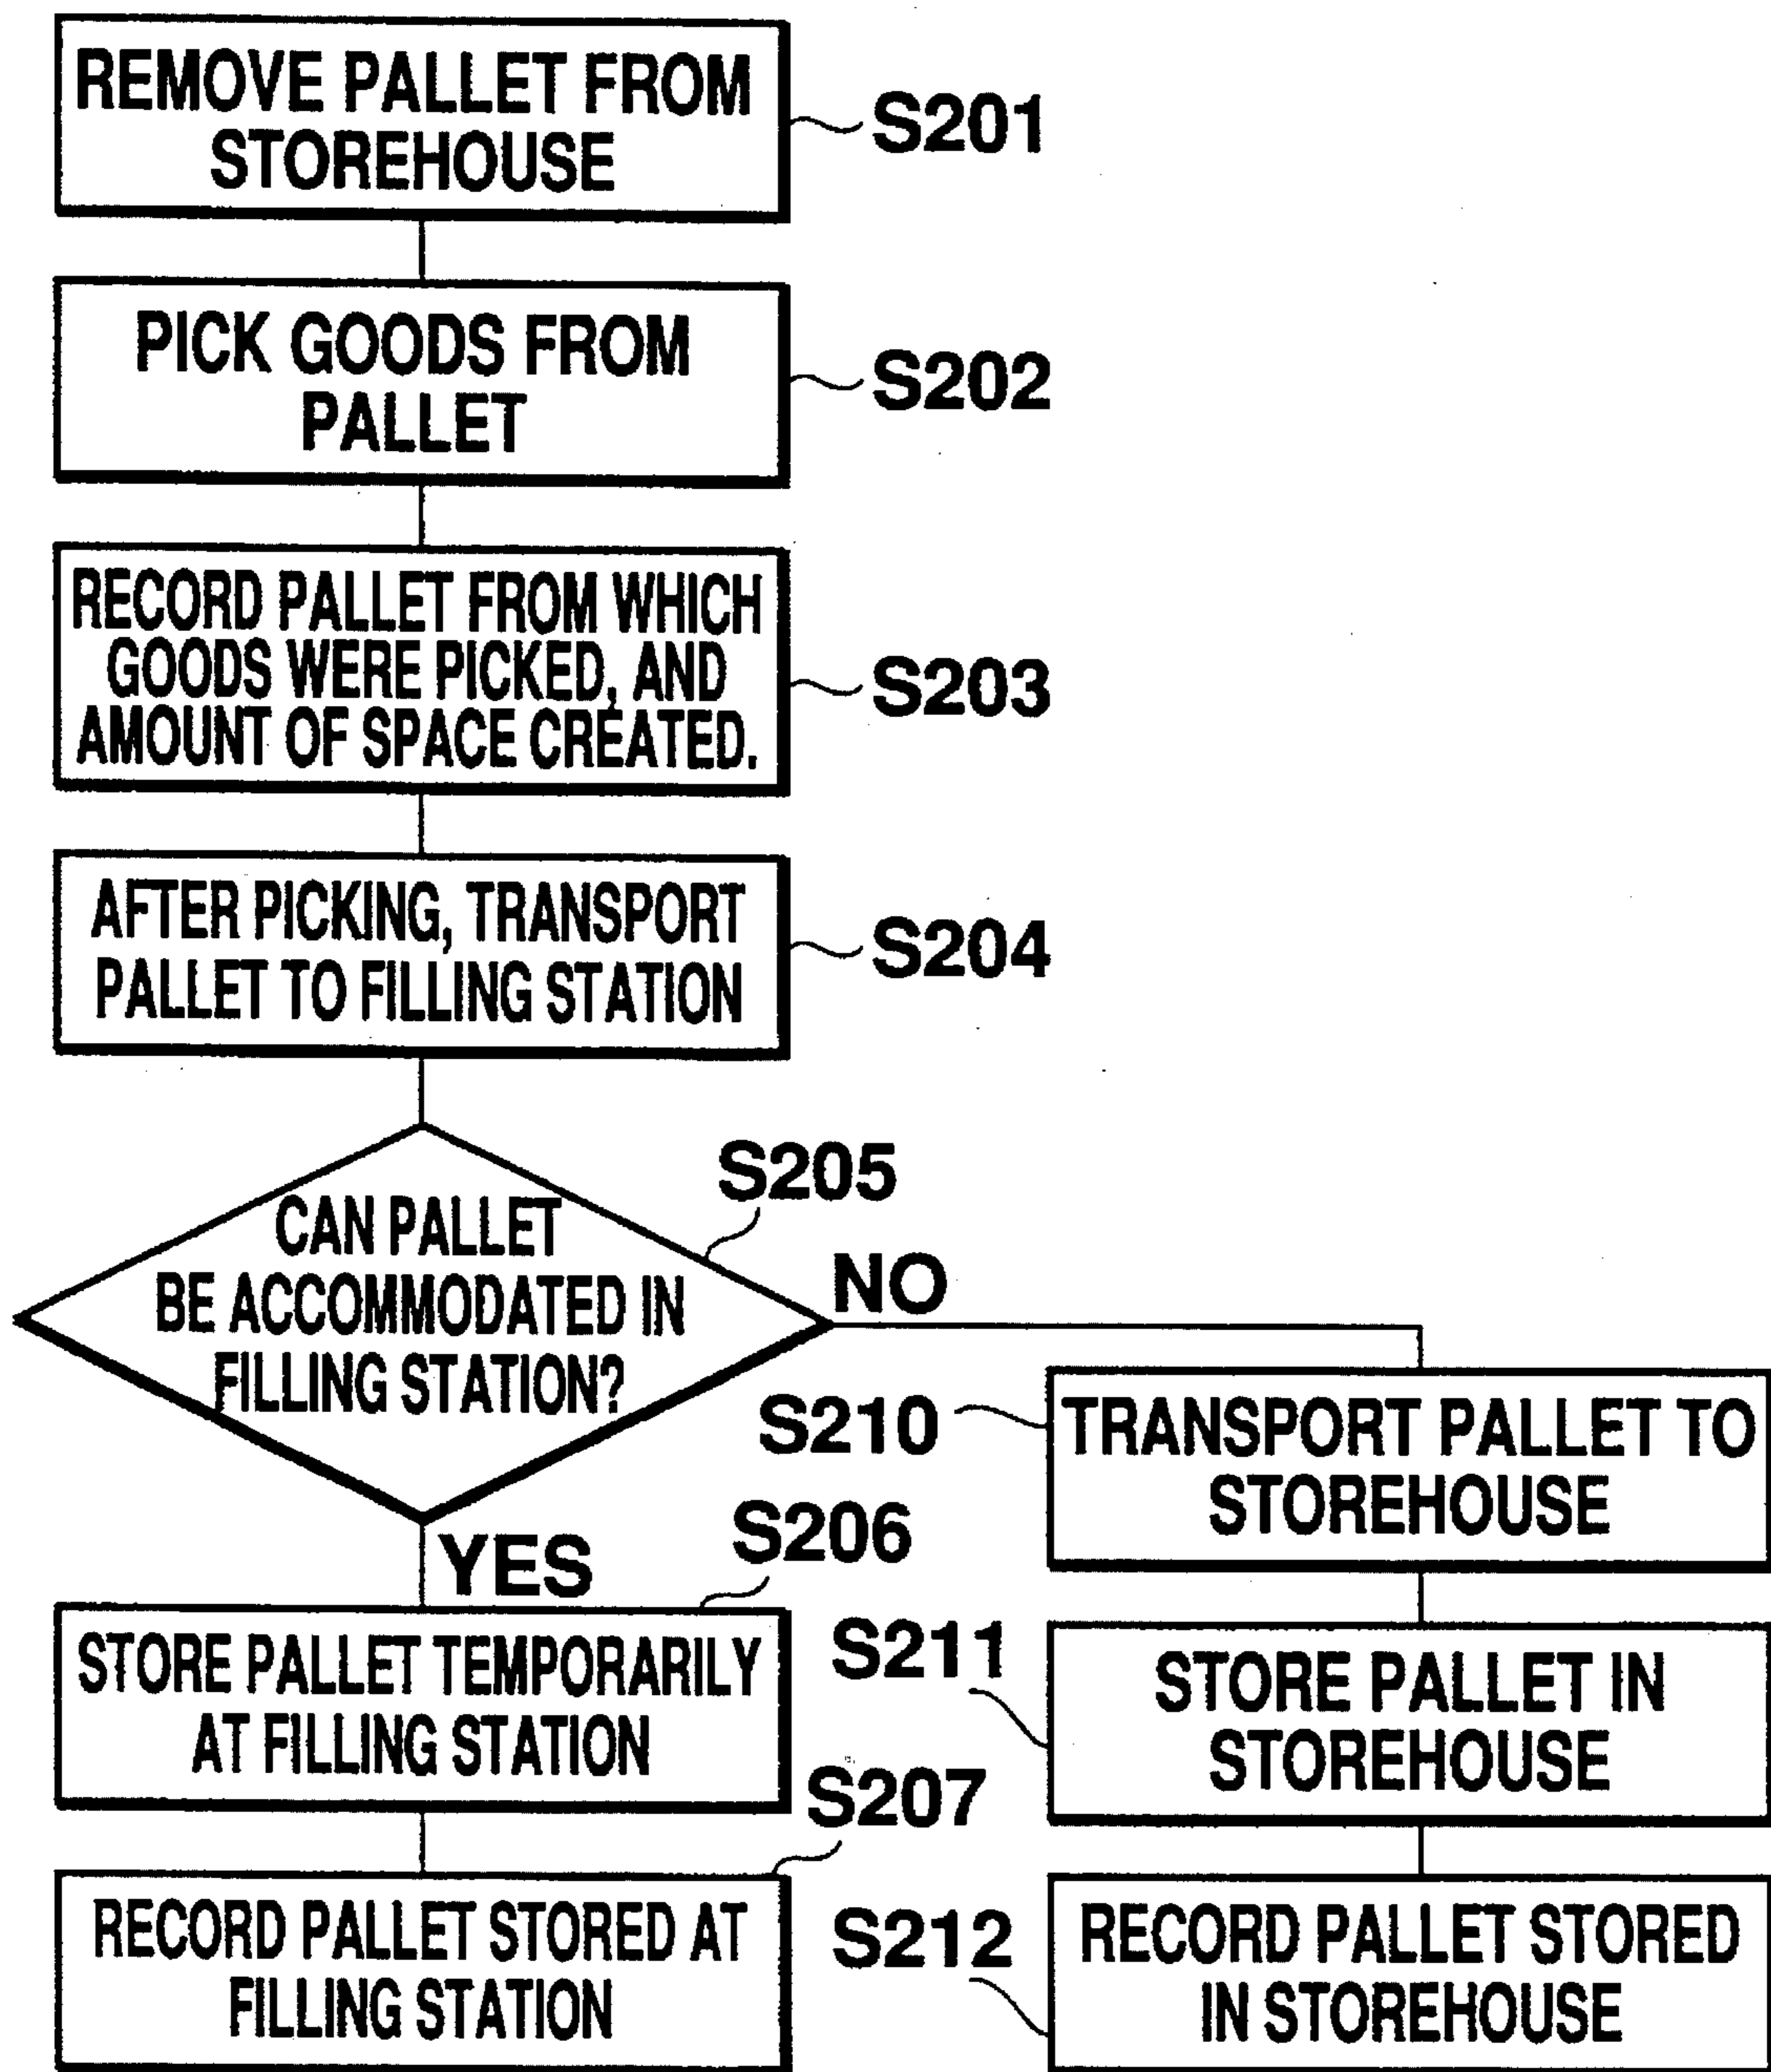 REMOVE PALLET FROM
STOREHOUSE
S201
PICK GOODS FROM
PALLET
S202
RECORD PALLET FROM WHICH
GOODS WERE PICKED, AND
AMOUNT OF SPACE CREATED.
S203
AFTER PICKING, TRANSPORT
PALLET TO FILLING STATION
S204
CAN PALLET
BE ACCOMMODATED IN
FILLING STATION?
S205
NO
YES
S206
STORE PALLET TEMPORARILY
AT FILLING STATION
S207
RECORD PALLET STORED AT
FILLING STATION
S210
TRANSPORT PALLET TO
STOREHOUSE
S211
STORE PALLET IN
STOREHOUSE
S212
RECORD PALLET STORED
IN STOREHOUSE